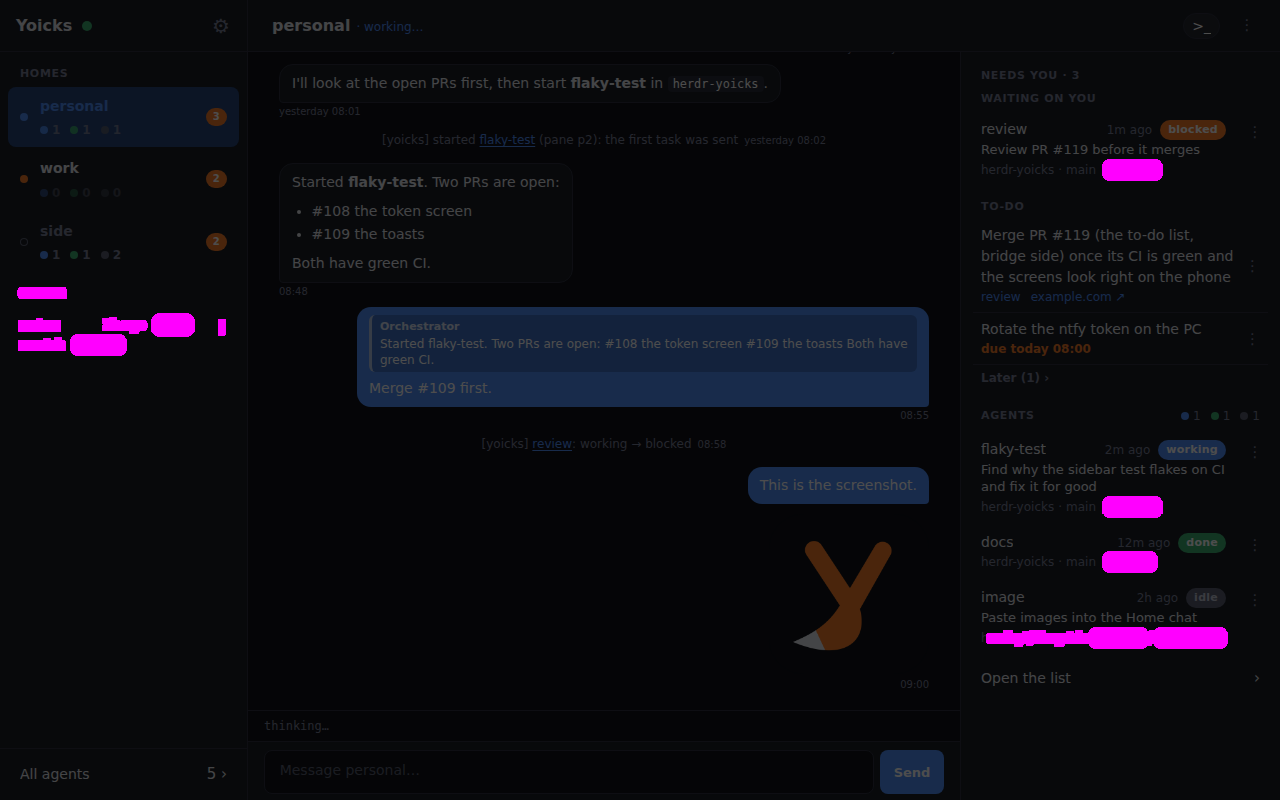 Yoicks
HOMES
personal
1 1 1
3
work
0 0 0
2
side
1 1 2
2
All agents
5 ›
personal · working…
>_
I'll look at the open PRs first, then start flaky-test in herdr-yoicks.
yesterday 08:01
[yoicks] started flaky-test (pane p2); the first task was sent yesterday 08:02
Started flaky-test. Two PRs are open:
• #108 the token screen
• #109 the toasts
Both have green CI.
08:48
Orchestrator
Started flaky-test. Two PRs are open: #108 the token screen #109 the toasts Both have
green CI.
Merge #109 first.
08:55
[yoicks] review: working → blocked 08:58
This is the screenshot.
09:00
thinking…
Message personal…
Send
NEEDS YOU · 3
WAITING ON YOU
review 1m ago blocked
Review PR #119 before it merges
herdr-yoicks · main
TO-DO
Merge PR #119 (the to-do list,
bridge side) once its CI is green and
the screens look right on the phone
review example.com ↗
Rotate the ntfy token on the PC
due today 08:00
Later (1) ›
AGENTS 1 1 1
flaky-test 2m ago working
Find why the sidebar test flakes on CI
and fix it for good
herdr-yoicks · main
docs 12m ago done
herdr-yoicks · main
image 2h ago idle
Paste images into the Home chat
Open the list ›